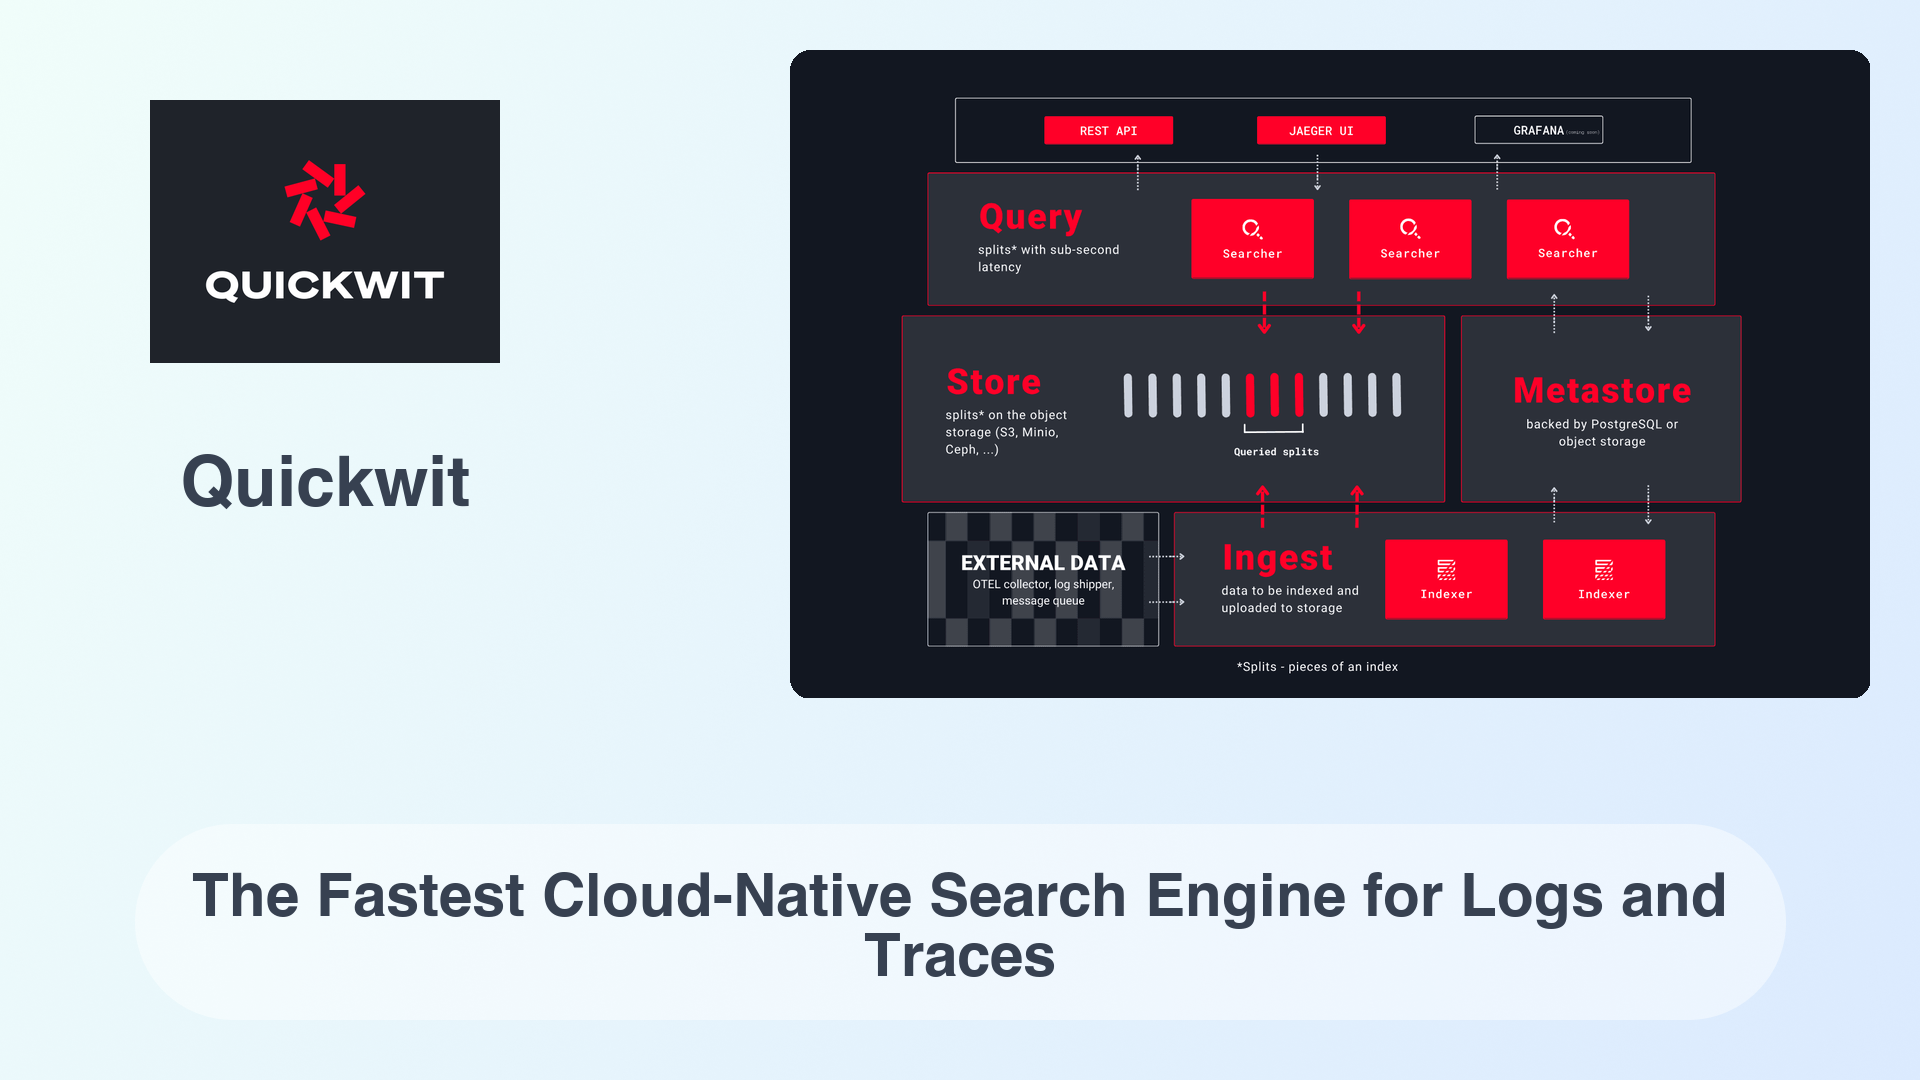 QUICKWIT
Quickwit
REST API
JAEGER UI
GRAFANA (coming soon)
Query
splits* with sub-second
latency
Searcher
Searcher
Searcher
Store
splits* on the object
storage (S3, Minio,
Ceph, ...)
Queried splits
Metastore
backed by PostgreSQL or
object storage
EXTERNAL DATA
OTEL collector, log shipper,
message queue
Ingest
data to be indexed and
uploaded to storage
Indexer
Indexer
*Splits - pieces of an index
The Fastest Cloud-Native Search Engine for Logs and
Traces